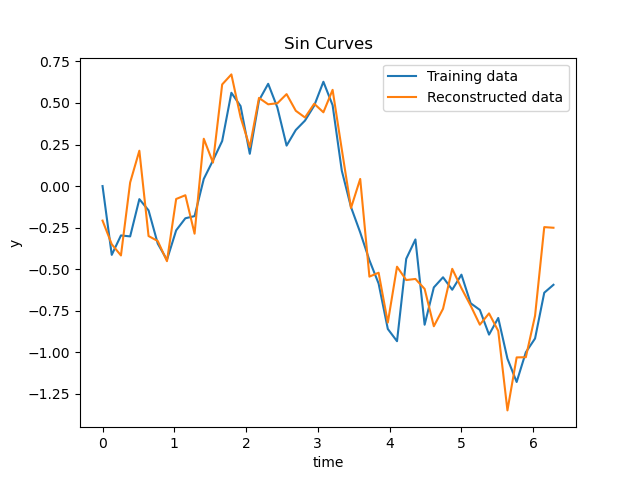 Sin Curves
Training data
Reconstructed data
0.75
0.50
0.25
0.00
−0.25
−0.50
−0.75
−1.00
−1.25
y
0 1 2 3 4 5 6
time